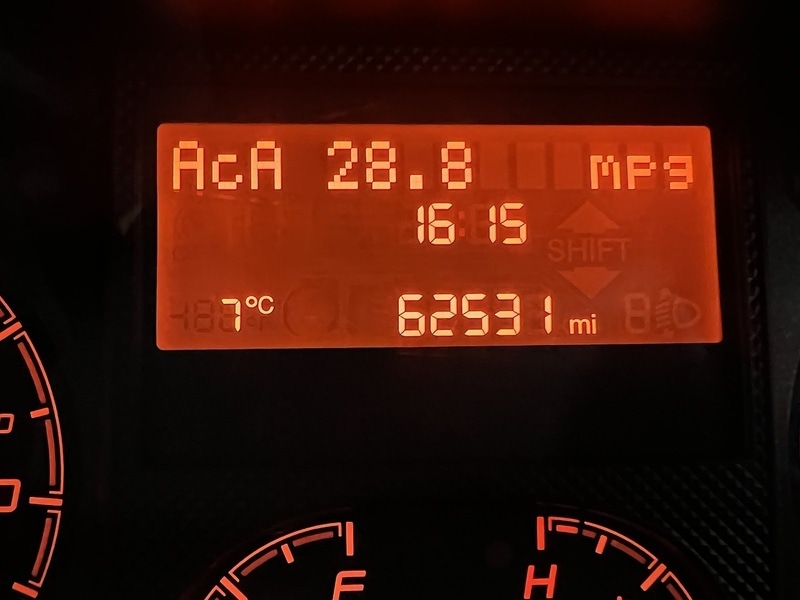 AcA 28.8 mpg
16 15
SHIFT
7°C 62531 mi
F H